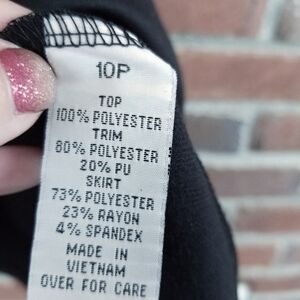 10P
TOP
100% POLYESTER
TRIM
80% POLYESTER
20% PU
SKIRT
73% POLYESTER
23% RAYON
4% SPANDEX
MADE IN
VIETNAM
OVER FOR CARE